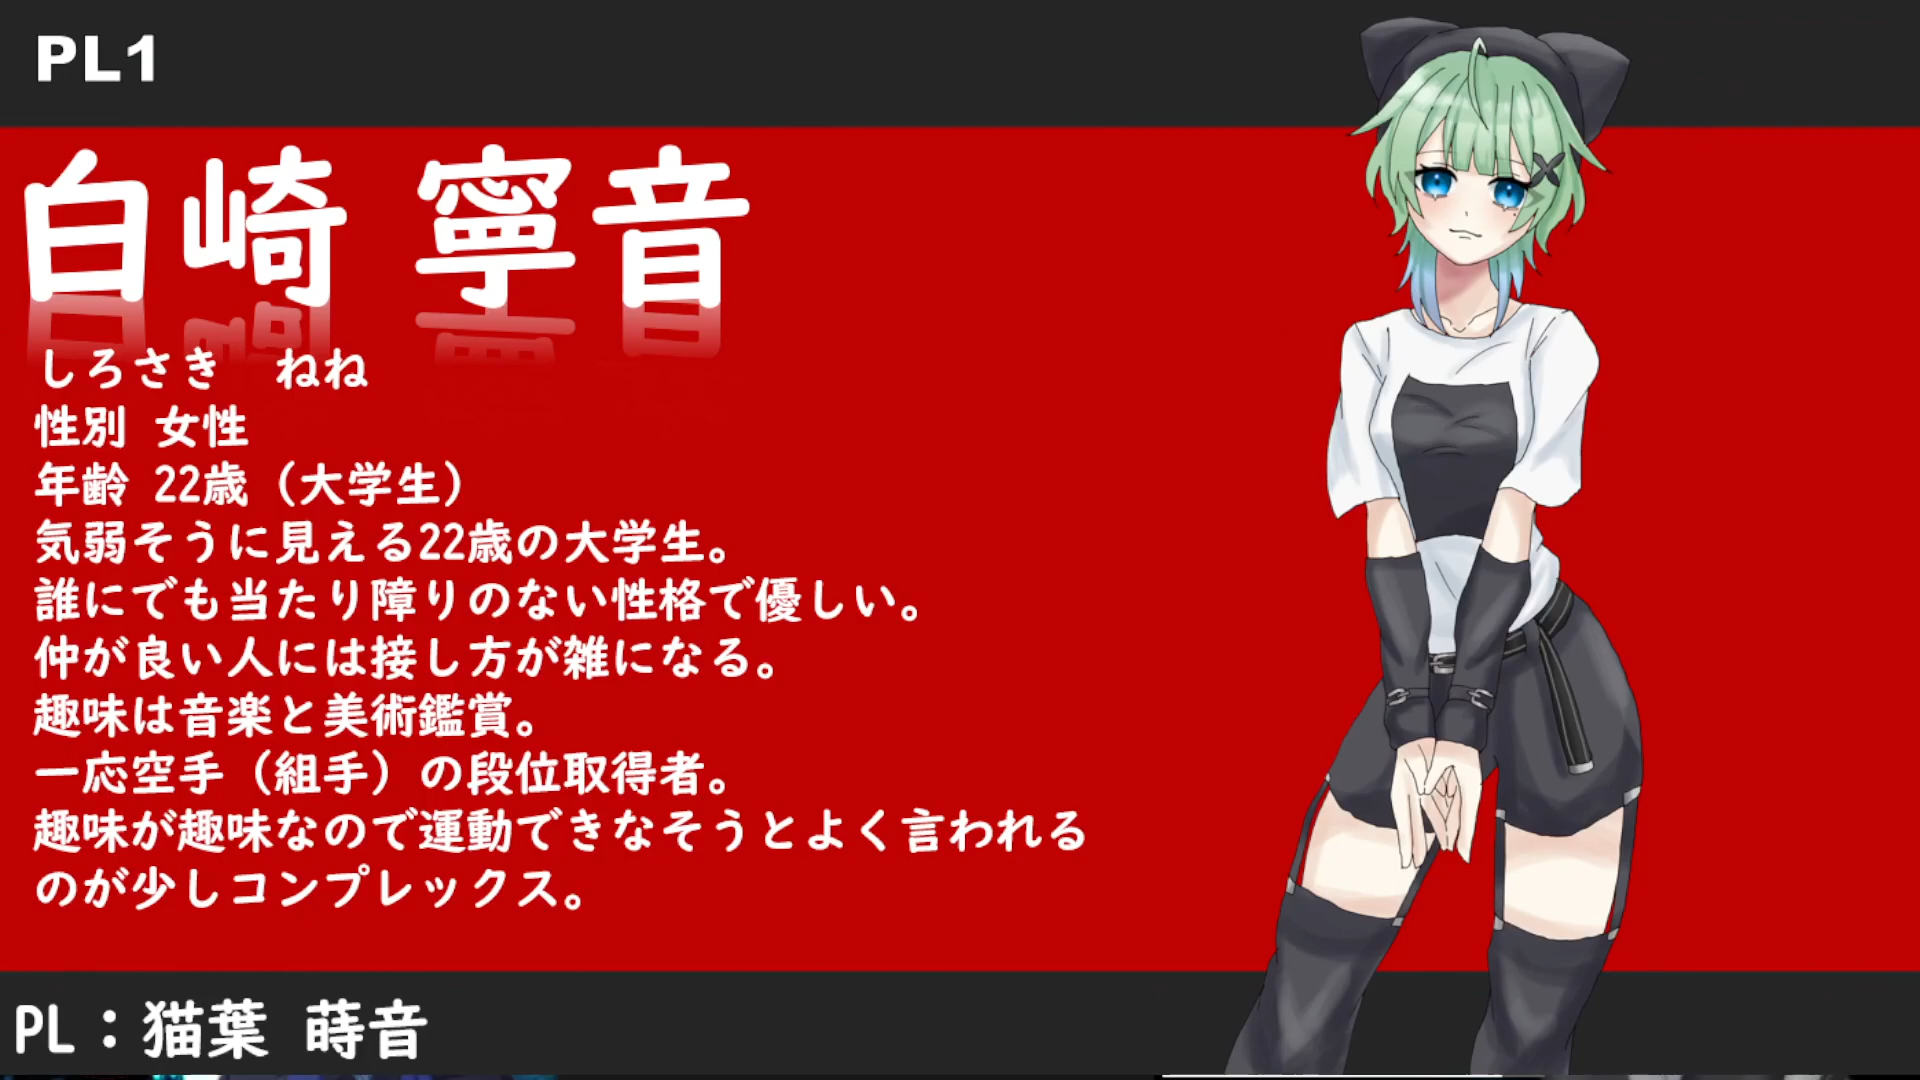 PL1
白崎 寧音
しろさき ねね
性別 女性
年齢 22歳（大学生）
気弱そうに見える22歳の大学生。
誰にでも当たり障りのない性格で優しい。
仲が良い人には接し方が雑になる。
趣味は音楽と美術鑑賞。
一応空手（組手）の段位取得者。
趣味が趣味なので運動できなそうとよく言われる
のが少しコンプレックス。
PL：猫葉 蒔音